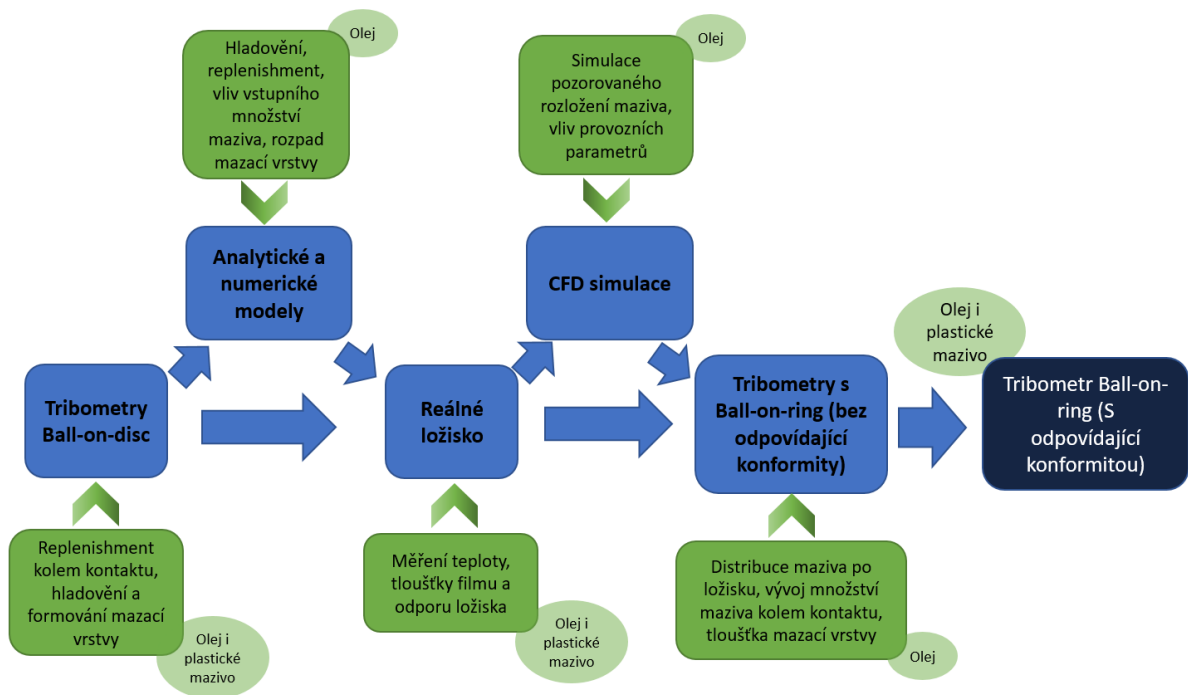 Olej
Hladovění,
replenishment,
vliv vstupního
množství
maziva, rozpad
mazací vrstvy
Olej
Simulace
pozorovaného
rozložení maziva,
vliv provozních
parametrů
Analytické a
numerické
modely
CFD simulace
Olej i
plastické
mazivo
Tribometry
Ball-on-disc
Reálné
ložisko
Tribometry s
Ball-on-ring (bez
odpovídající
konformity)
Tribometr Ball-on-
ring (S
odpovídající
konformitou)
Replenishment
kolem kontaktu,
hladovění a
formování mazací
vrstvy
Olej i
plastické
mazivo
Měření teploty,
tloušťky filmu a
odporu ložiska
Olej i
plastické
mazivo
Distribuce maziva po
ložisku, vývoj množství
maziva kolem kontaktu,
tloušťka mazací vrstvy
Olej